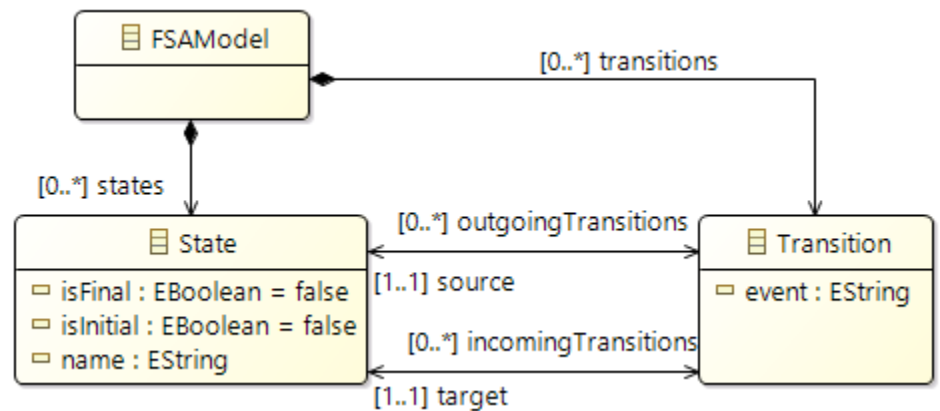 FSAModel
[0..*] transitions
[0..*] states
State
isFinal : EBoolean = false
isInitial : EBoolean = false
name : EString
[0..*] outgoingTransitions
[1..1] source
[0..*] incomingTransitions
[1..1] target
Transition
event : EString